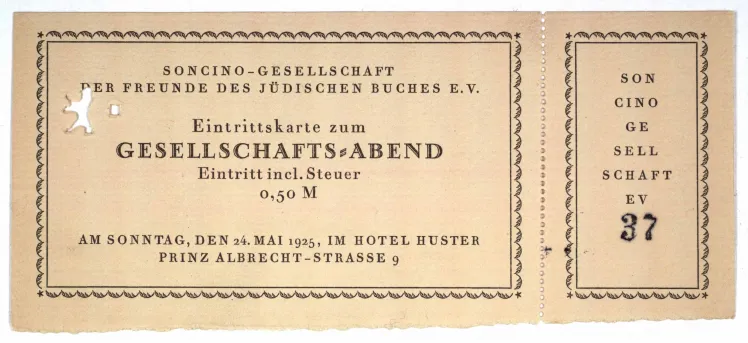 SONCINO-GESELLSCHAFT
DER FREUNDE DES JÜDISCHEN BUCHES E.V.
Eintrittskarte zum
GESELLSCHAFTS=ABEND
Eintritt incl. Steuer
0,50 M
AM SONNTAG, DEN 24. MAI 1925, IM HOTEL HUSTER
PRINZ ALBRECHT-STRASSE 9
SON
CINO
GE
SELL
SCHAFT
EV
37